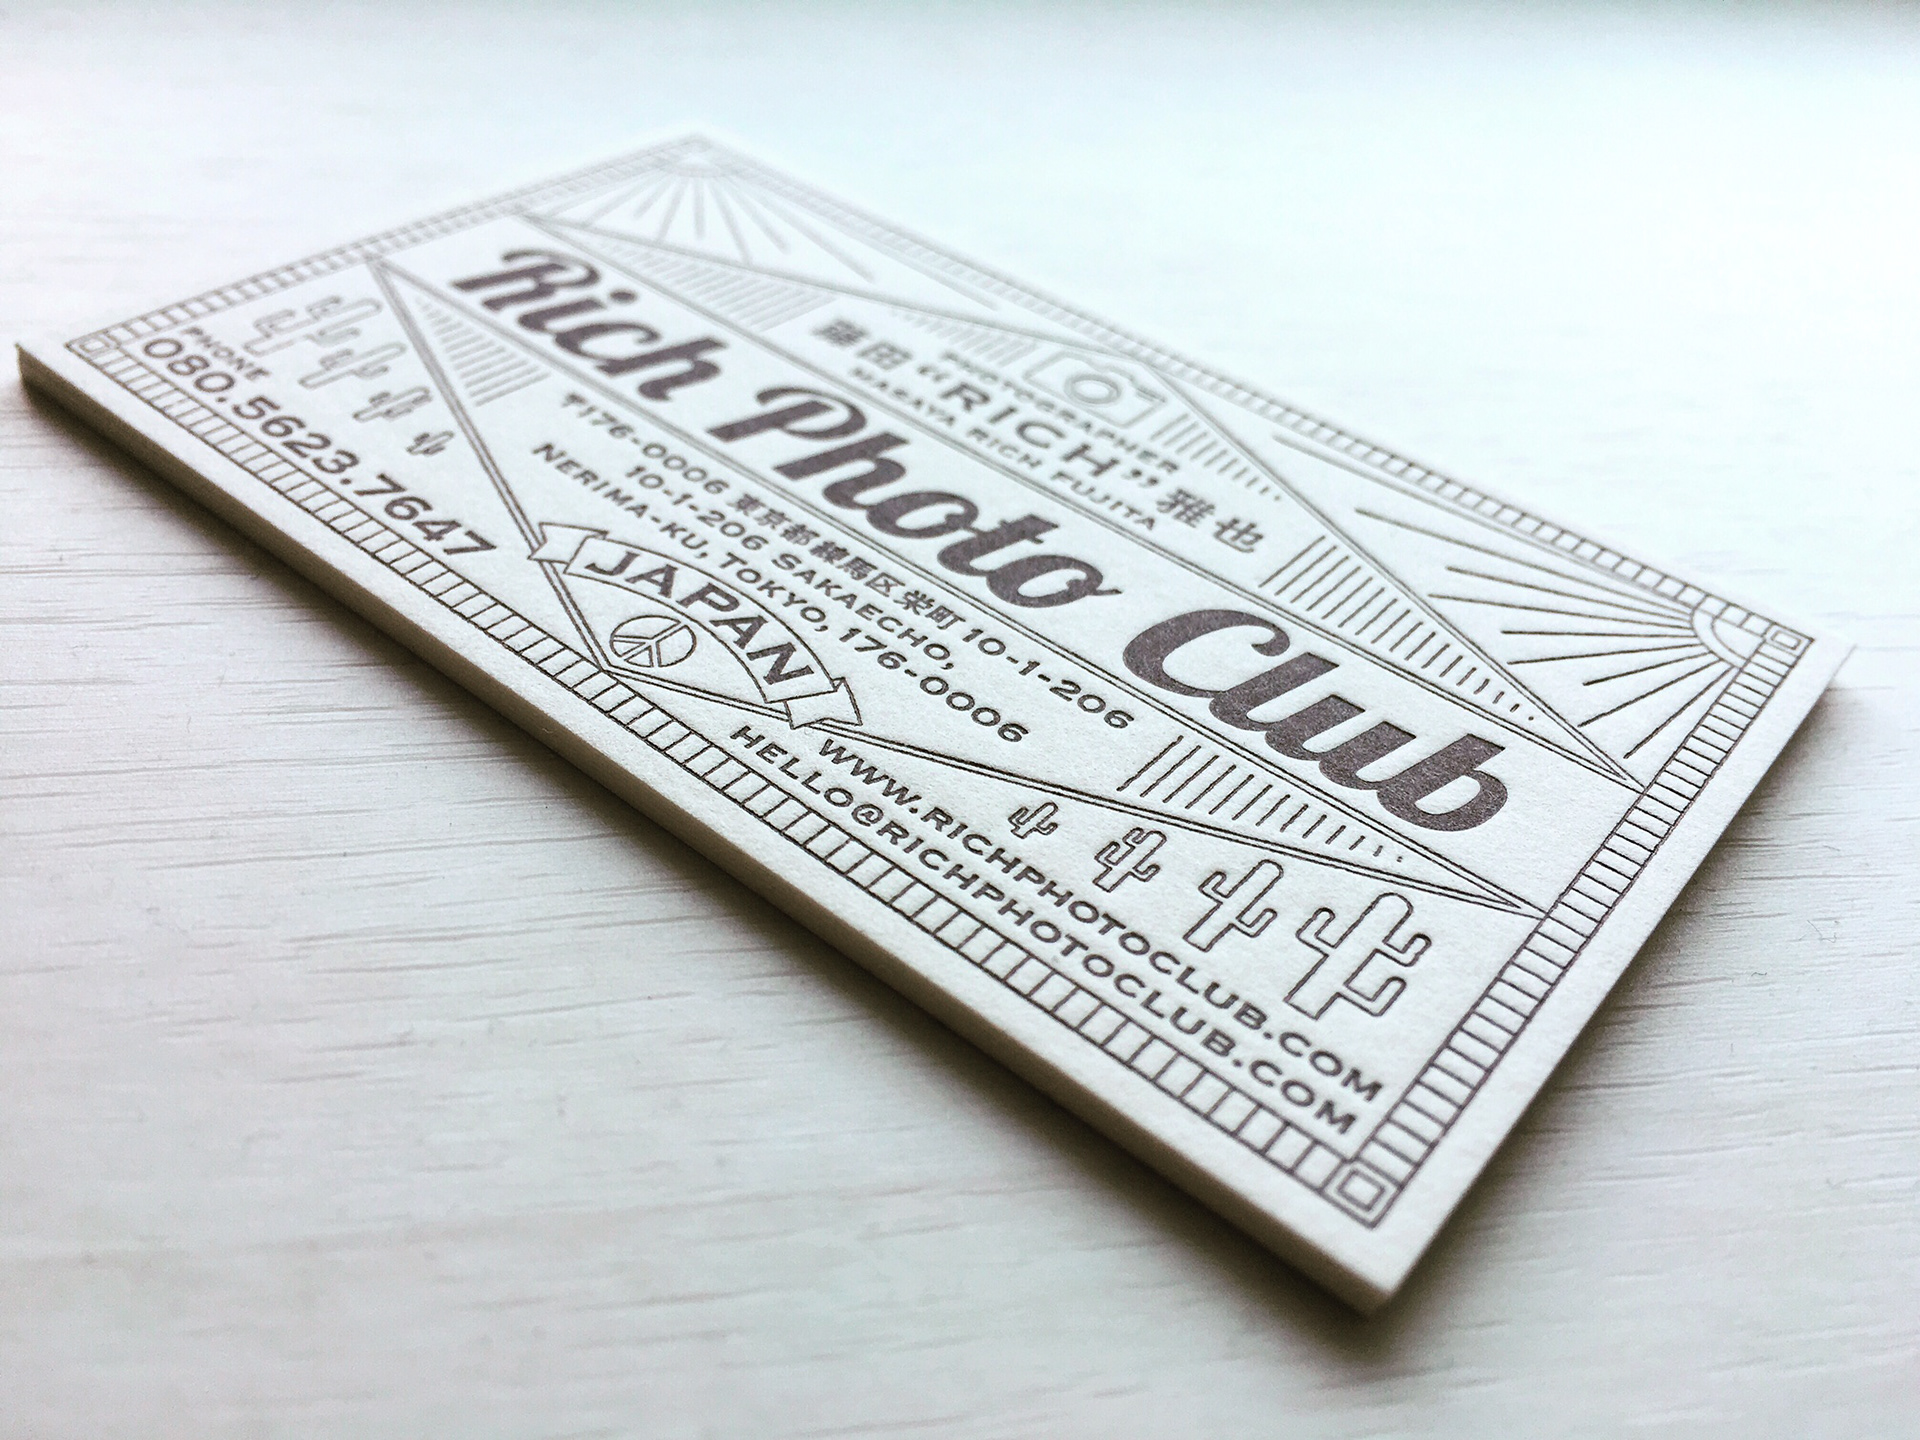 PHOTOGRAPHER
藤田 “RICH” 雅也
MASAYA RICH FUJITA
Rich Photo Club
〒176-0006 東京都練馬区栄町10-1-206
10-1-206 SAKAECHO,
NERIMA-KU, TOKYO, 176-0006
JAPAN
PHONE
080.5623.7647
WWW.RICHPHOTOCLUB.COM
HELLO@RICHPHOTOCLUB.COM